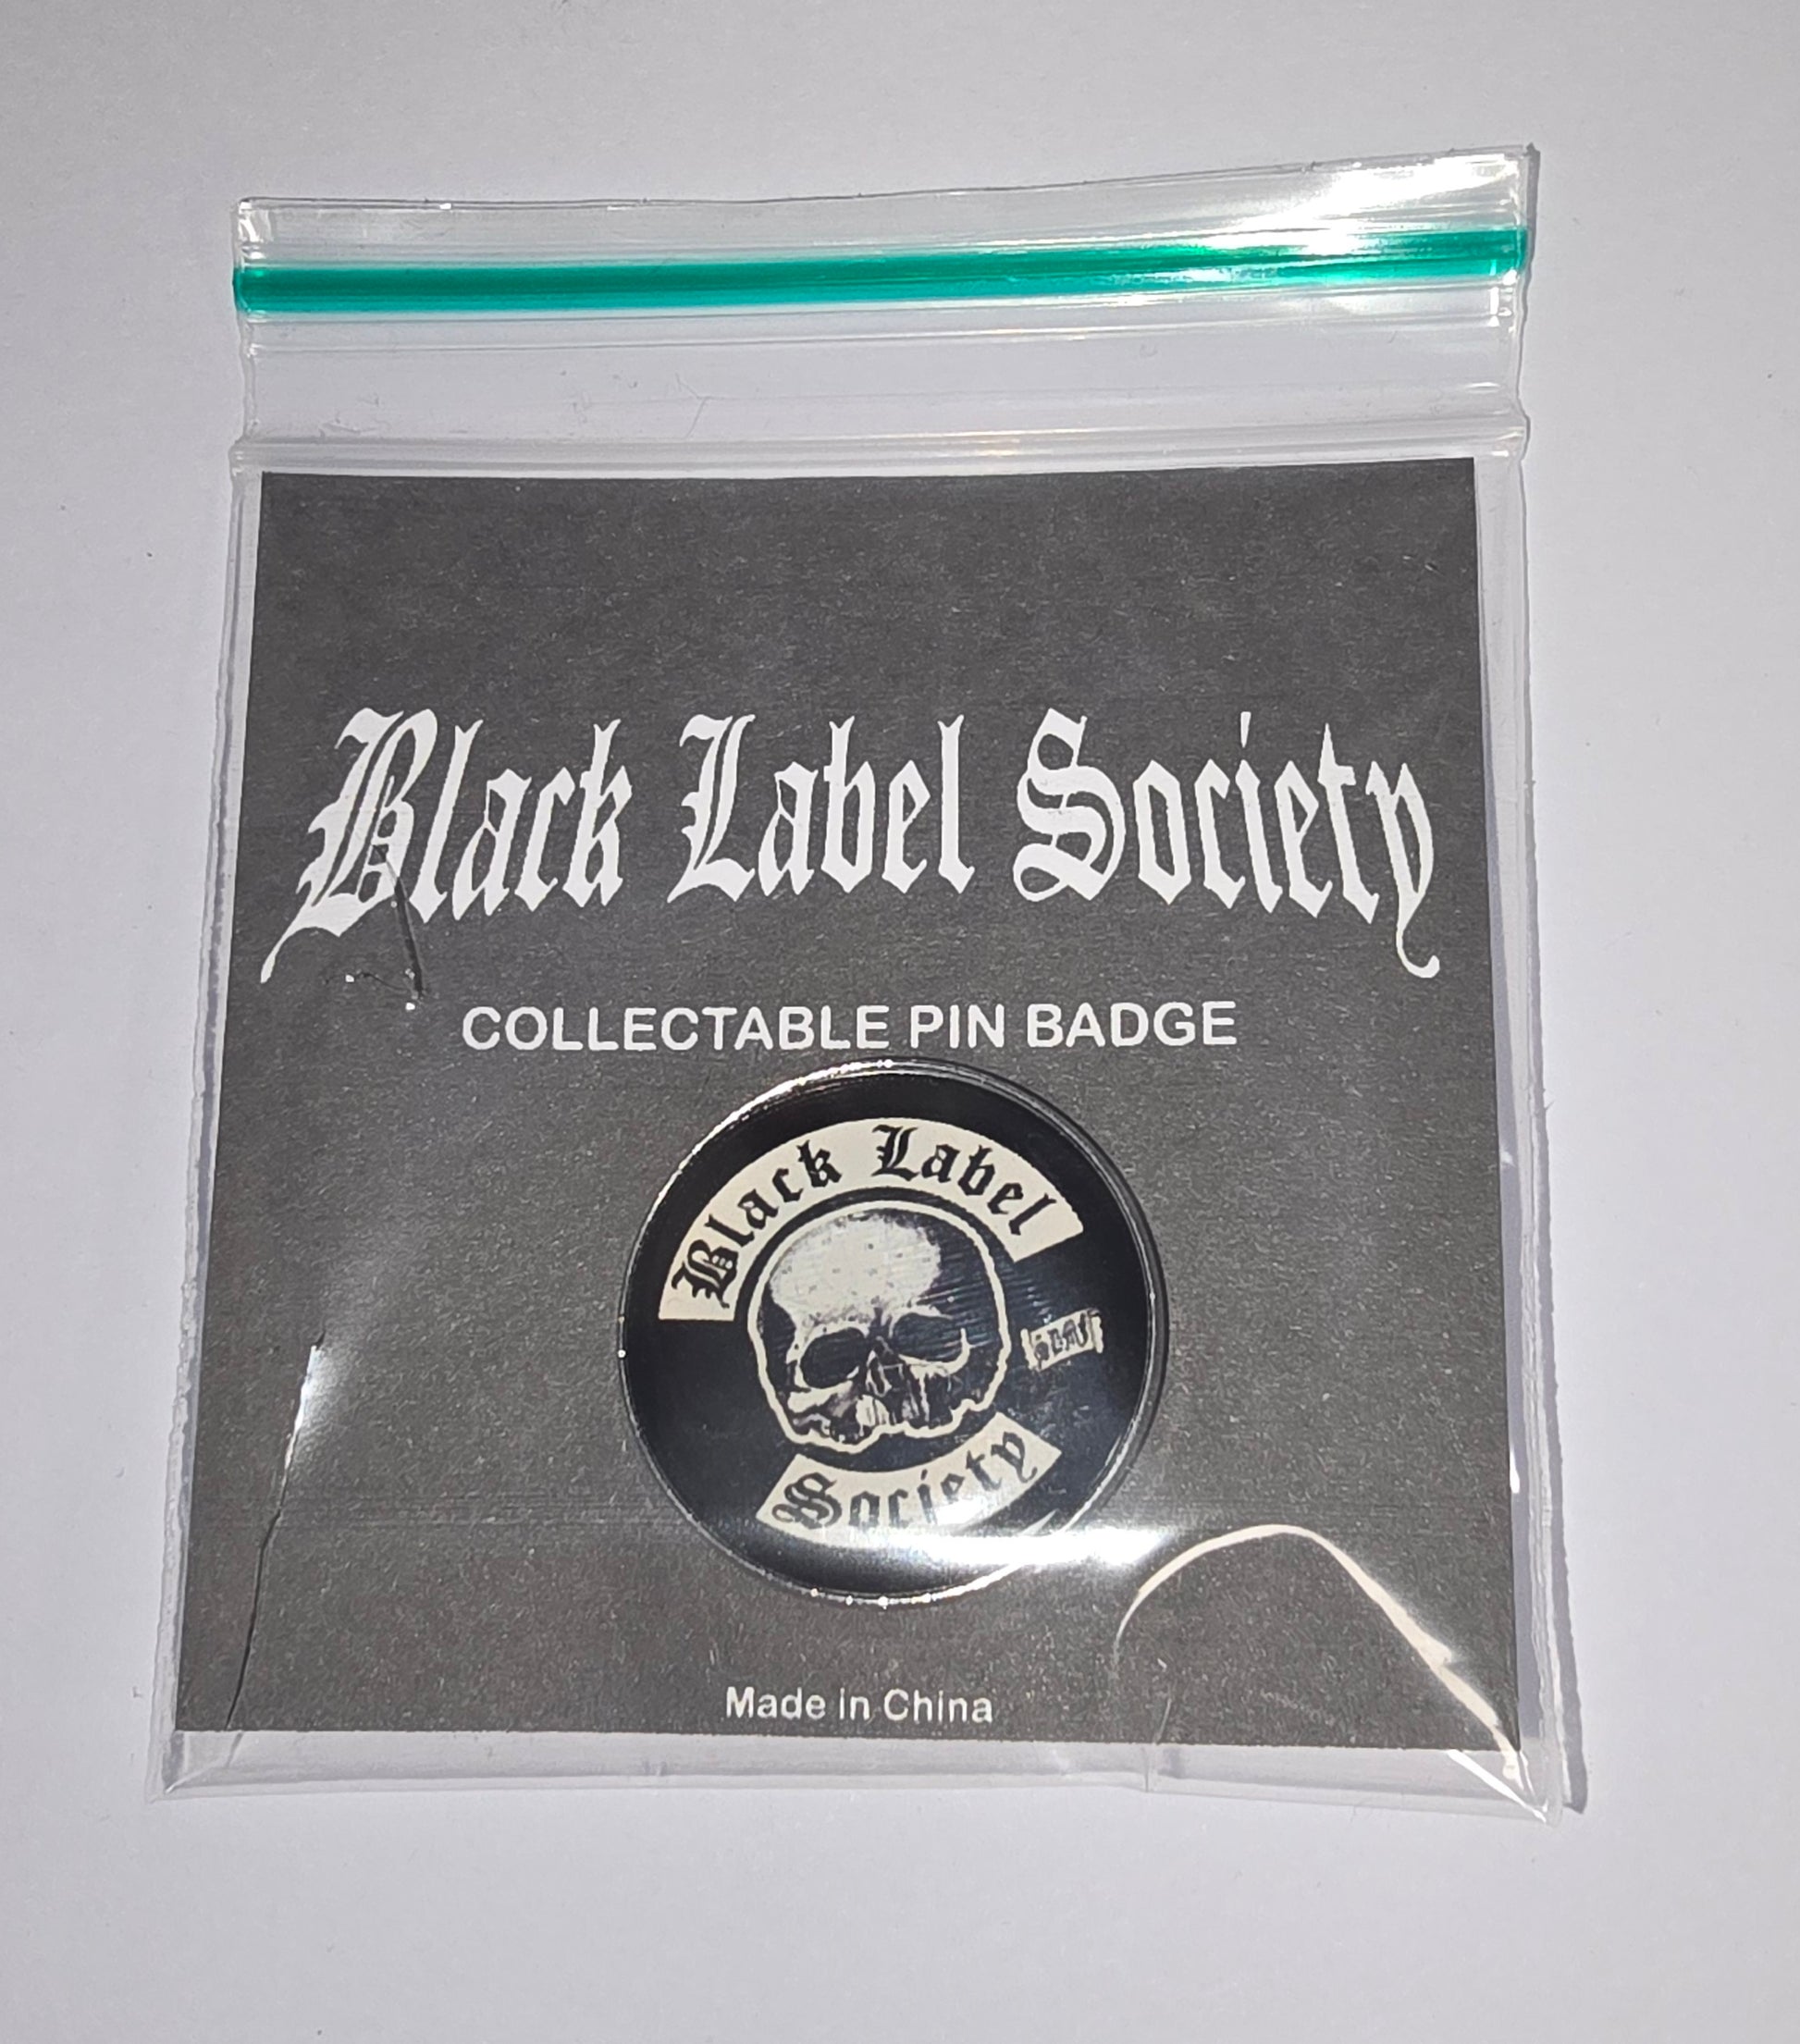 Black Label Society
COLLECTABLE PIN BADGE
Black Label
Society
Made in China